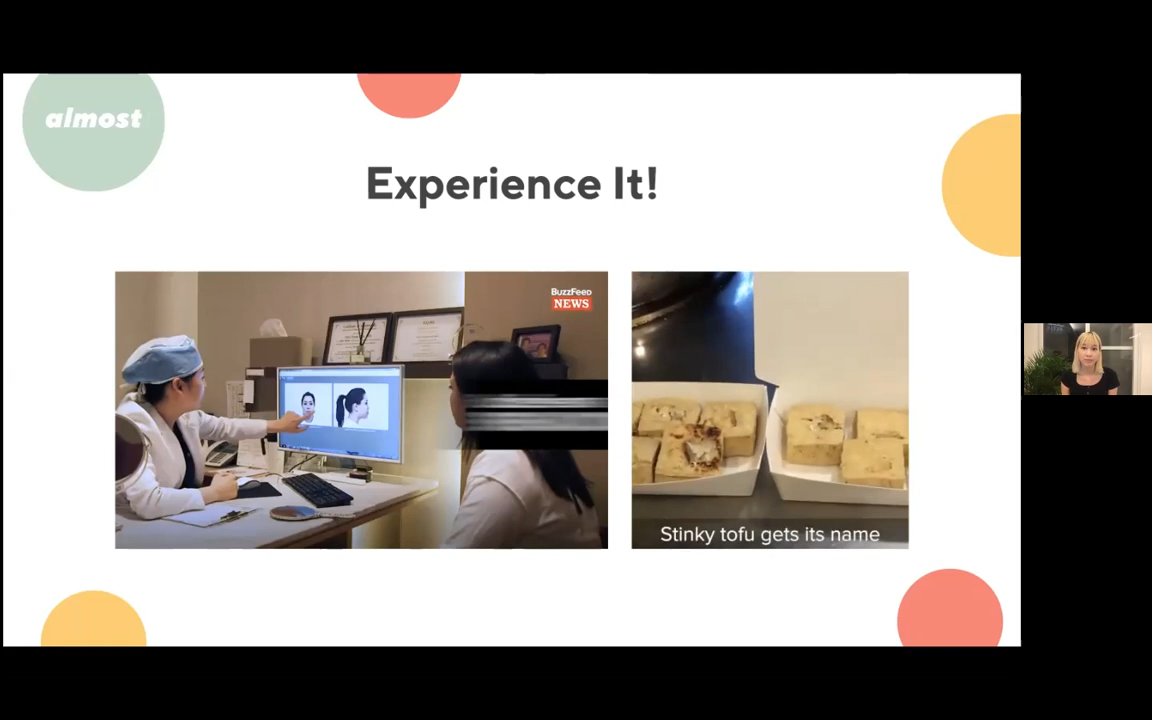 almost
Experience It!
BuzzFeed
NEWS
Stinky tofu gets its name